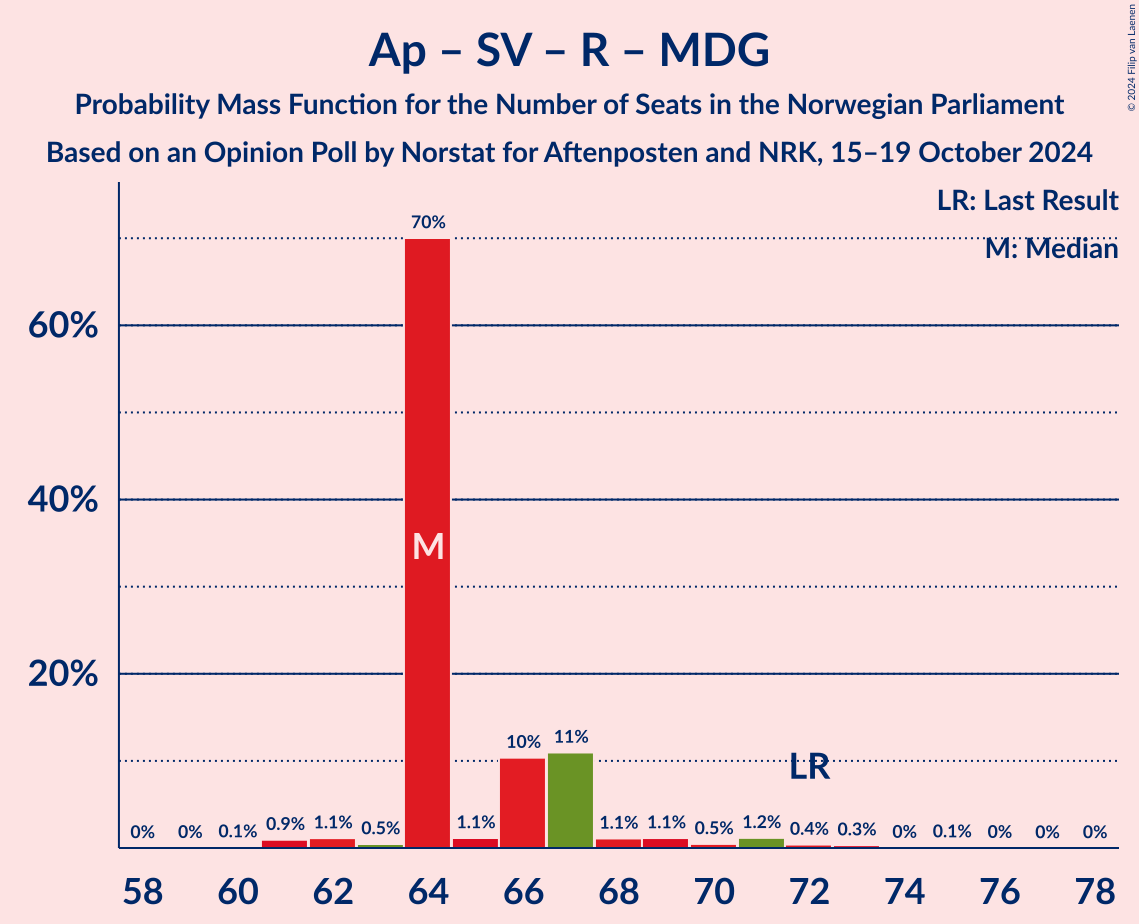 Ap – SV – R – MDG
Probability Mass Function for the Number of Seats in the Norwegian Parliament
Based on an Opinion Poll by Norstat for Aftenposten and NRK, 15–19 October 2024
© 2024 Filip van Laenen
LR: Last Result
M: Median
60%
40%
20%
0% 0% 0.1% 0.9% 1.1% 0.5% 70% 1.1% 10% 11% 1.1% 1.1% 0.5% 1.2% 0.4% 0.3% 0% 0.1% 0% 0% 0%
M
LR
58 60 62 64 66 68 70 72 74 76 78